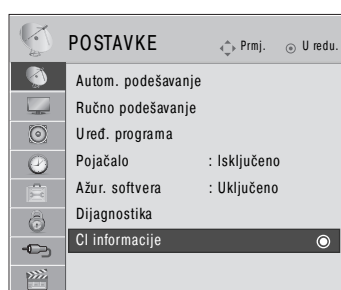 POSTAVKE Prmj. U redu.
Autom. podešavanje
Ručno podešavanje
Uređ. programa
Pojačalo : Isključeno
Ažur. softvera : Uključeno
Dijagnostika
CI informacije